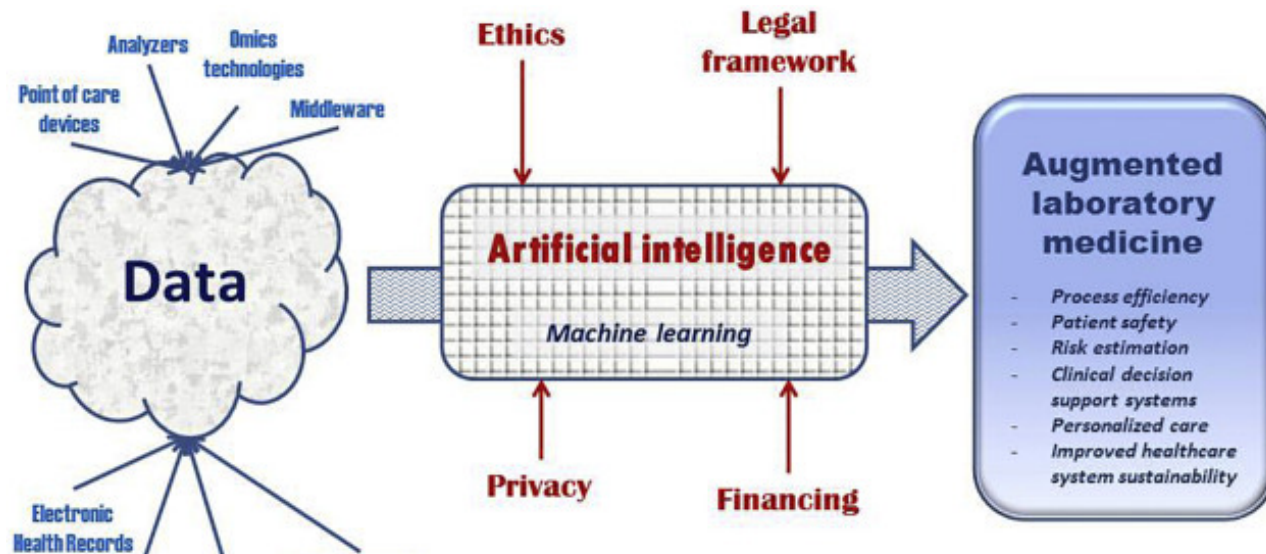 Analyzers
Omics
technologies
Point of care
devices
Middleware
Data
Electronic
Health Records
Ethics
Legal
framework
Artificial intelligence
Machine learning
Privacy
Financing
Augmented
laboratory
medicine
- Process efficiency
- Patient safety
- Risk estimation
- Clinical decision
support systems
- Personalized care
- Improved healthcare
system sustainability